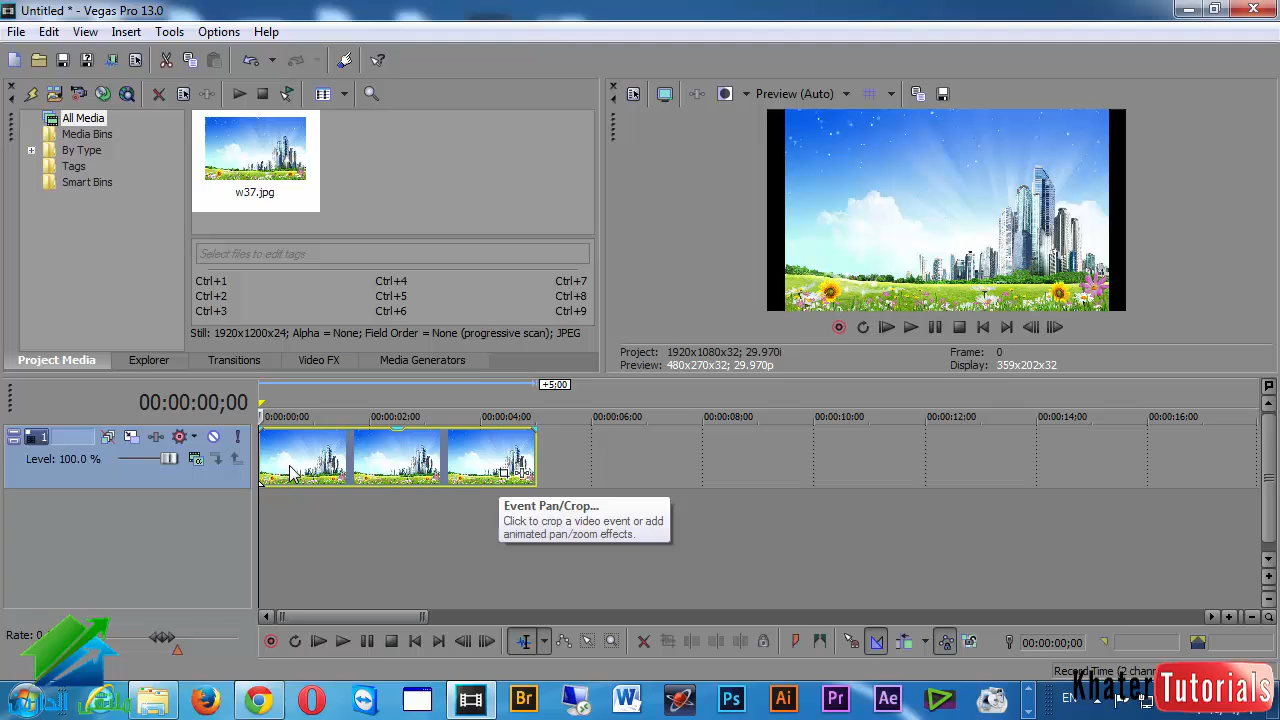 Untitled * - Vegas Pro 13.0
File Edit View Insert Tools Options Help
Preview (Auto)
All Media
Media Bins
By Type
Tags
Smart Bins
w37.jpg
Select files to edit tags
Ctrl+1 Ctrl+4 Ctrl+7
Ctrl+2 Ctrl+5 Ctrl+8
Ctrl+3 Ctrl+6 Ctrl+9
Still: 1920x1200x24; Alpha = None; Field Order = None (progressive scan); JPEG
Project Media Explorer Transitions Video FX Media Generators
Project: 1920x1080x32; 29.970i Frame: 0
Preview: 480x270x32; 29.970p Display: 359x202x32
+5;00
00:00:00;00
0:00:00;00 00:00:02;00 00:00:04;00 00:00:06;00 00:00:08;00 00:00:10;00 00:00:12;00 00:00:14;00 00:00:16;00
1
Level: 100.0 %
Event Pan/Crop...
Click to crop a video event or add
animated pan/zoom effects.
Rate: 0
00:00:00;00
Record Time (2 chann
Br W Ps Ai Pr Ae EN
Khater Tutorials